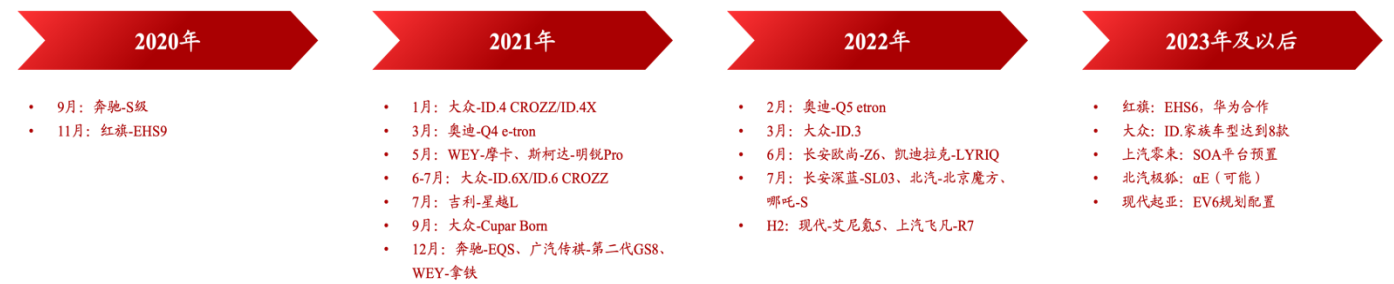 2020年
• 9月：奔驰-S级
• 11月：红旗-EHS9
2021年
• 1月：大众-ID.4 CROZZ/ID.4X
• 3月：奥迪-Q4 e-tron
• 5月：WEY-摩卡、斯柯达-明锐Pro
• 6-7月：大众-ID.6X/ID.6 CROZZ
• 7月：吉利-星越L
• 9月：大众-Cupar Born
• 12月：奔驰-EQS、广汽传祺-第二代GS8、
WEY-拿铁
2022年
• 2月：奥迪-Q5 etron
• 3月：大众-ID.3
• 6月：长安欧尚-Z6、凯迪拉克-LYRIQ
• 7月：长安深蓝-SL03、北汽-北京魔方、
哪吒-S
• H2：现代-艾尼氪5、上汽飞凡-R7
2023年及以后
• 红旗：EHS6，华为合作
• 大众：ID.家族车型达到8款
• 上汽零束：SOA平台预置
• 北汽极狐：αE（可能）
• 现代起亚：EV6规划配置